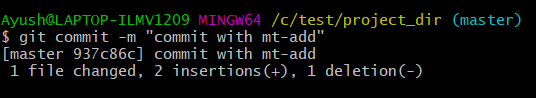 Ayush@LAPTOP-ILMV1209 MINGW64 /c/test/project_dir (master)
$ git commit -m "commit with mt-add"
[master 937c86c] commit with mt-add
 1 file changed, 2 insertions(+), 1 deletion(-)